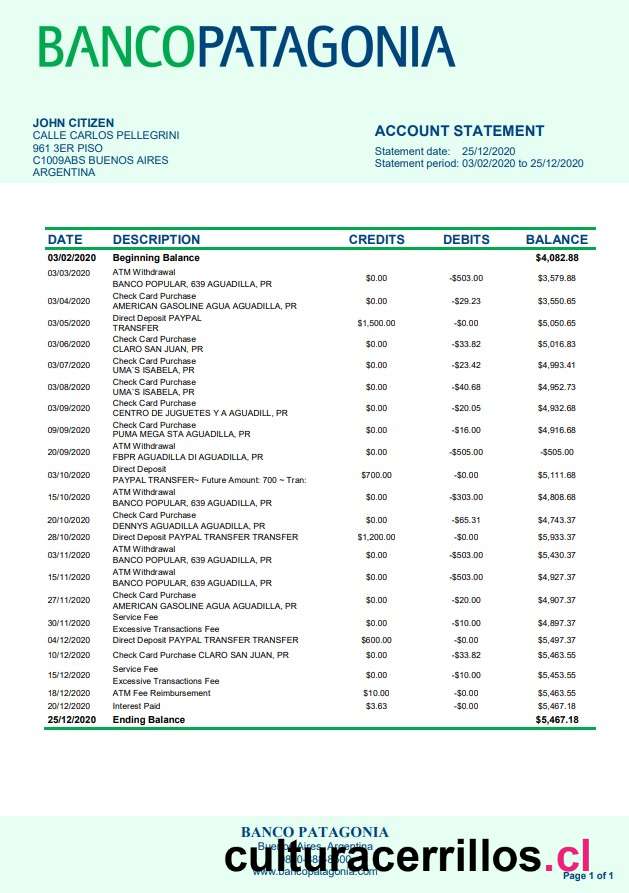 BANCOPATAGONIA
JOHN CITIZEN
CALLE CARLOS PELLEGRINI
961 3ER PISO
C1009ABS BUENOS AIRES
ARGENTINA
ACCOUNT STATEMENT
Statement date: 25/12/2020
Statement period: 03/02/2020 to 25/12/2020
DATE DESCRIPTION CREDITS DEBITS BALANCE
03/02/2020 Beginning Balance $4,082.88
03/03/2020 ATM Withdrawal
BANCO POPULAR, 639 AGUADILLA, PR $0.00 -$503.00 $3,579.88
03/04/2020 Check Card Purchase
AMERICAN GASOLINE AGUA AGUADILLA, PR $0.00 -$29.23 $3,550.65
03/05/2020 Direct Deposit PAYPAL
TRANSFER $1,500.00 -$0.00 $5,050.65
03/06/2020 Check Card Purchase
CLARO SAN JUAN, PR $0.00 -$33.82 $5,016.83
03/07/2020 Check Card Purchase
UMA´S ISABELA, PR $0.00 -$23.42 $4,993.41
03/08/2020 Check Card Purchase
UMA´S ISABELA, PR $0.00 -$40.68 $4,952.73
03/09/2020 Check Card Purchase
CENTRO DE JUGUETES Y A AGUADILL, PR $0.00 -$20.05 $4,932.68
09/09/2020 Check Card Purchase
PUMA MEGA STA AGUADILLA, PR $0.00 -$16.00 $4,916.68
20/09/2020 ATM Withdrawal
FBPR AGUADILLA DI AGUADILLA, PR $0.00 -$505.00 -$505.00
03/10/2020 Direct Deposit
PAYPAL TRANSFER~ Future Amount: 700 ~ Tran: $700.00 -$0.00 $5,111.68
15/10/2020 ATM Withdrawal
BANCO POPULAR, 639 AGUADILLA, PR $0.00 -$303.00 $4,808.68
20/10/2020 Check Card Purchase
DENNYS AGUADILLA AGUADILLA, PR $0.00 -$65.31 $4,743.37
28/10/2020 Direct Deposit PAYPAL TRANSFER TRANSFER $1,200.00 -$0.00 $5,933.37
03/11/2020 ATM Withdrawal
BANCO POPULAR, 639 AGUADILLA, PR $0.00 -$503.00 $5,430.37
15/11/2020 ATM Withdrawal
BANCO POPULAR, 639 AGUADILLA, PR $0.00 -$503.00 $4,927.37
27/11/2020 Check Card Purchase
AMERICAN GASOLINE AGUA AGUADILLA, PR $0.00 -$20.00 $4,907.37
30/11/2020 Service Fee
Excessive Transactions Fee $0.00 -$10.00 $4,897.37
04/12/2020 Direct Deposit PAYPAL TRANSFER TRANSFER $600.00 -$0.00 $5,497.37
10/12/2020 Check Card Purchase CLARO SAN JUAN, PR $0.00 -$33.82 $5,463.55
15/12/2020 Service Fee
Excessive Transactions Fee $0.00 -$10.00 $5,453.55
18/12/2020 ATM Fee Reimbursement $10.00 -$0.00 $5,463.55
20/12/2020 Interest Paid $3.63 -$0.00 $5,467.18
25/12/2020 Ending Balance $5,467.18
BANCO PATAGONIA
Buenos Aires, Argentina
culturacerrillos.cl
www.bancopatagonia.com
Page 1 of 1